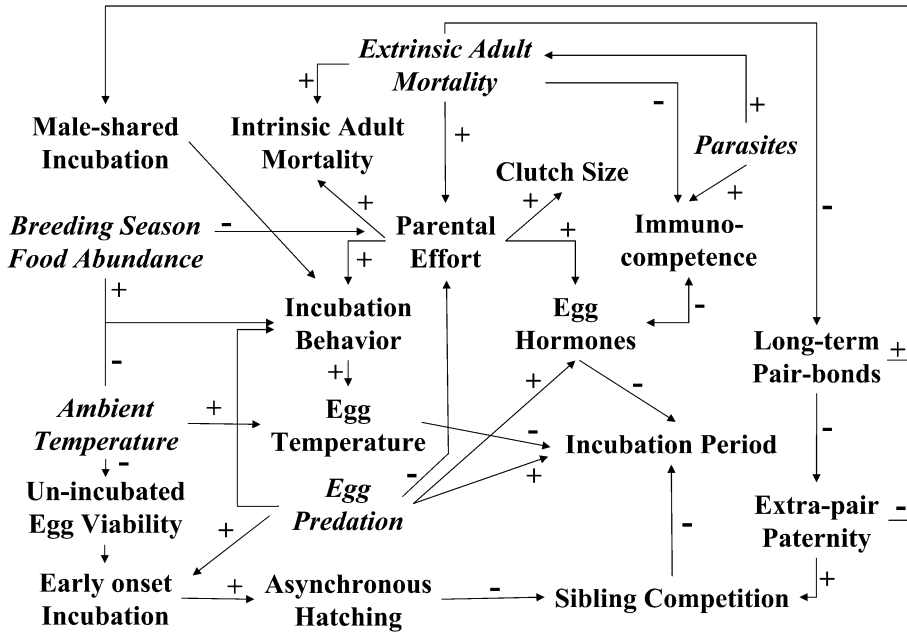 Extrinsic Adult
Mortality
+
-
+
+
Male-shared
Incubation
Intrinsic Adult
Mortality
Clutch Size
Parasites
+
+
+
+
-
-
Breeding Season
Food Abundance
Parental
Effort
Immuno-
competence
+
+
-
Incubation
Behavior
Egg
Hormones
Long-term
Pair-bonds
+
-
+
+
-
-
Ambient
Temperature
+
Egg
Temperature
-
Incubation Period
-
-
+
Un-incubated
Egg Viability
Egg
Predation
Extra-pair
Paternity
-
+
-
+
Early onset
Incubation
+
Asynchronous
Hatching
-
Sibling Competition